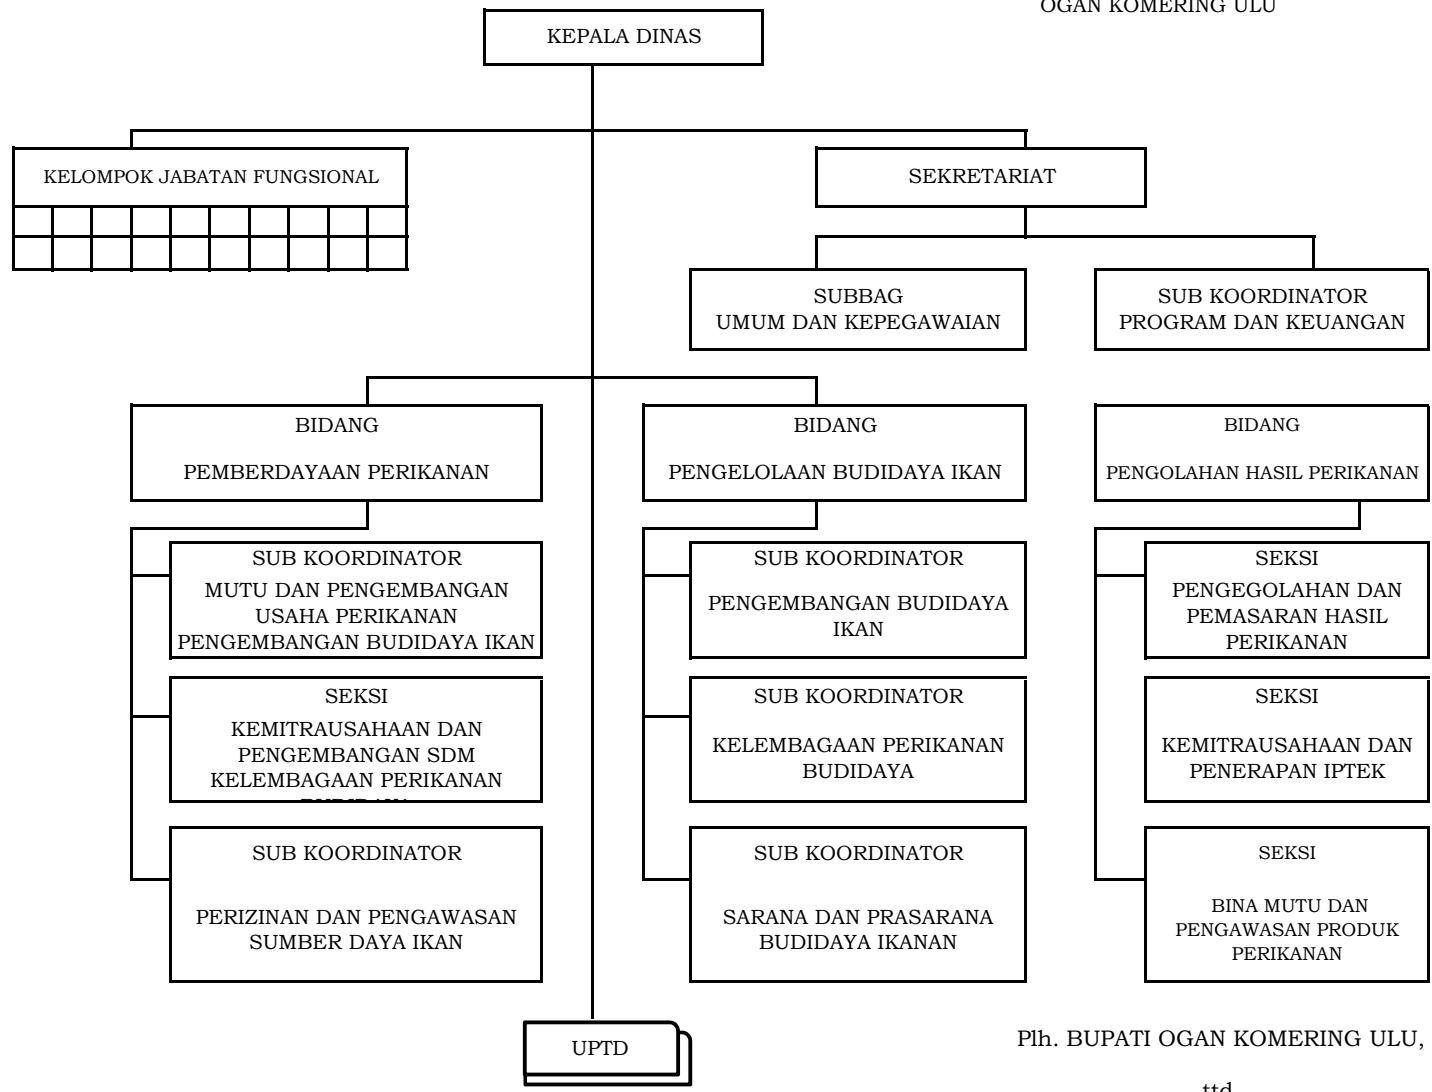 OGAN KOMERING ULU
KEPALA DINAS
KELOMPOK JABATAN FUNGSIONAL
SEKRETARIAT
SUBBAG
UMUM DAN KEPEGAWAIAN
SUB KOORDINATOR
PROGRAM DAN KEUANGAN
BIDANG
PEMBERDAYAAN PERIKANAN
BIDANG
PENGELOLAAN BUDIDAYA IKAN
BIDANG
PENGOLAHAN HASIL PERIKANAN
SUB KOORDINATOR
MUTU DAN PENGEMBANGAN
USAHA PERIKANAN
PENGEMBANGAN BUDIDAYA IKAN
SEKSI
KEMITRAUSAHAAN DAN
PENGEMBANGAN SDM
KELEMBAGAAN PERIKANAN
SUB KOORDINATOR
PERIZINAN DAN PENGAWASAN
SUMBER DAYA IKAN
SUB KOORDINATOR
PENGEMBANGAN BUDIDAYA
IKAN
SUB KOORDINATOR
KELEMBAGAAN PERIKANAN
BUDIDAYA
SUB KOORDINATOR
SARANA DAN PRASARANA
BUDIDAYA IKANAN
SEKSI
PENGEGOLAHAN DAN
PEMASARAN HASIL
PERIKANAN
SEKSI
KEMITRAUSAHAAN DAN
PENERAPAN IPTEK
SEKSI
BINA MUTU DAN
PENGAWASAN PRODUK
PERIKANAN
UPTD
Plh. BUPATI OGAN KOMERING ULU,
ttd